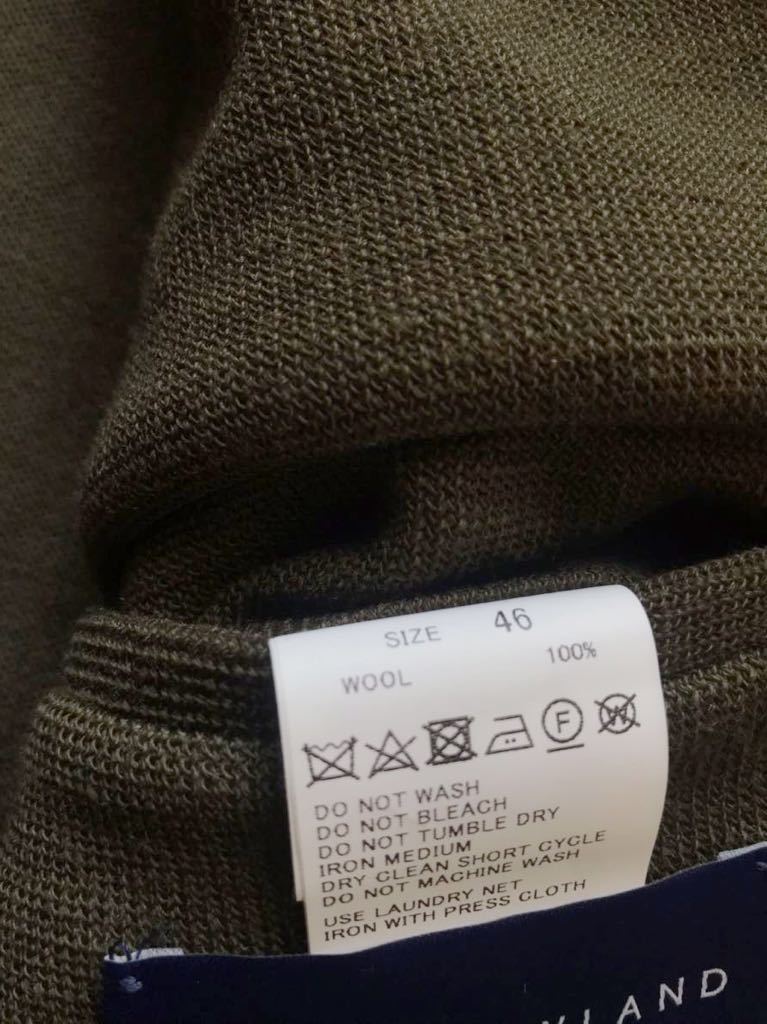 SIZE 46
WOOL 100%
F W
DO NOT WASH
DO NOT BLEACH
DO NOT TUMBLE DRY
IRON MEDIUM
DRY CLEAN SHORT CYCLE
DO NOT MACHINE WASH
USE LAUNDRY NET
IRON WITH PRESS CLOTH